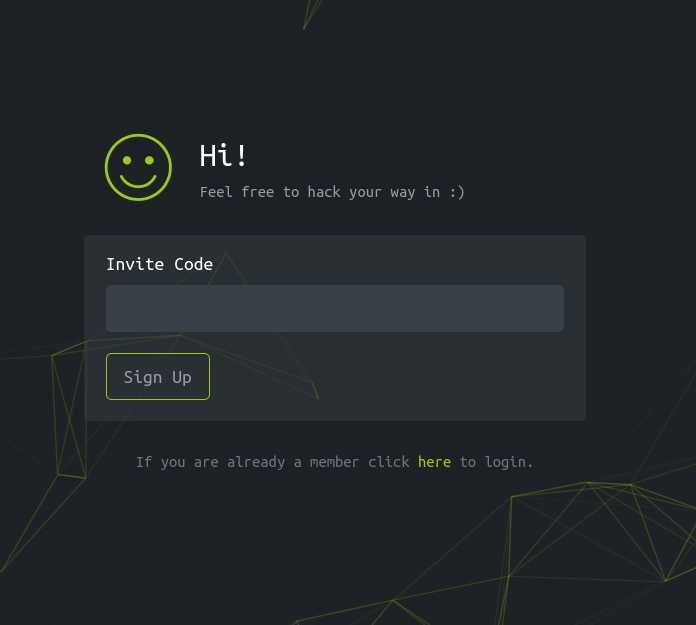 Hi!
Feel free to hack your way in :)
Invite Code
Sign Up
If you are already a member click here to login.